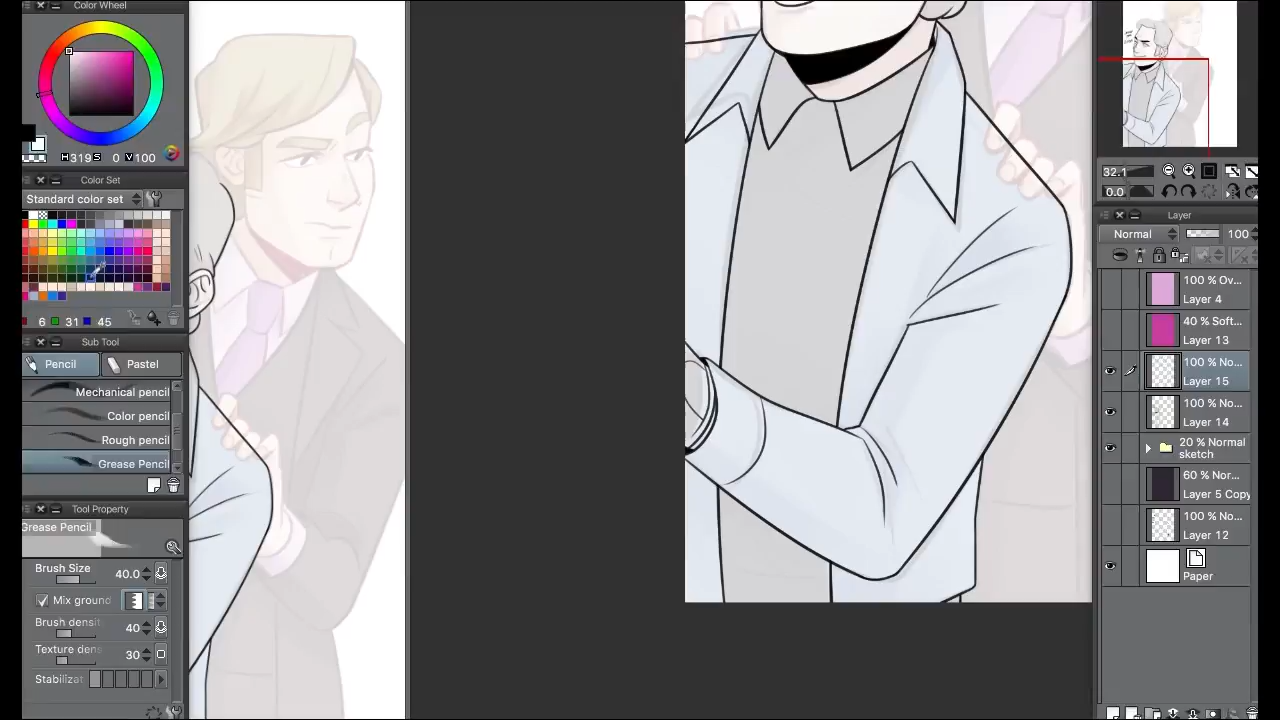 Color Wheel
H 319 S 0 V 100
Color Set
Standard color set
6 31 45
Sub Tool
Pencil Pastel
Mechanical pencil
Color pencil
Rough pencil
Grease Pencil
Tool Property
Grease Pencil
Brush Size 40.0
Mix ground
Brush densit 40
Texture dens 30
Stabilizat
32.1
0.0
Layer
Normal 100
100 % Ov...
Layer 4
40 % Soft...
Layer 13
100 % No...
Layer 15
100 % No...
Layer 14
20 % Normal
sketch
60 % Nor...
Layer 5 Copy
100 % No...
Layer 12
Paper